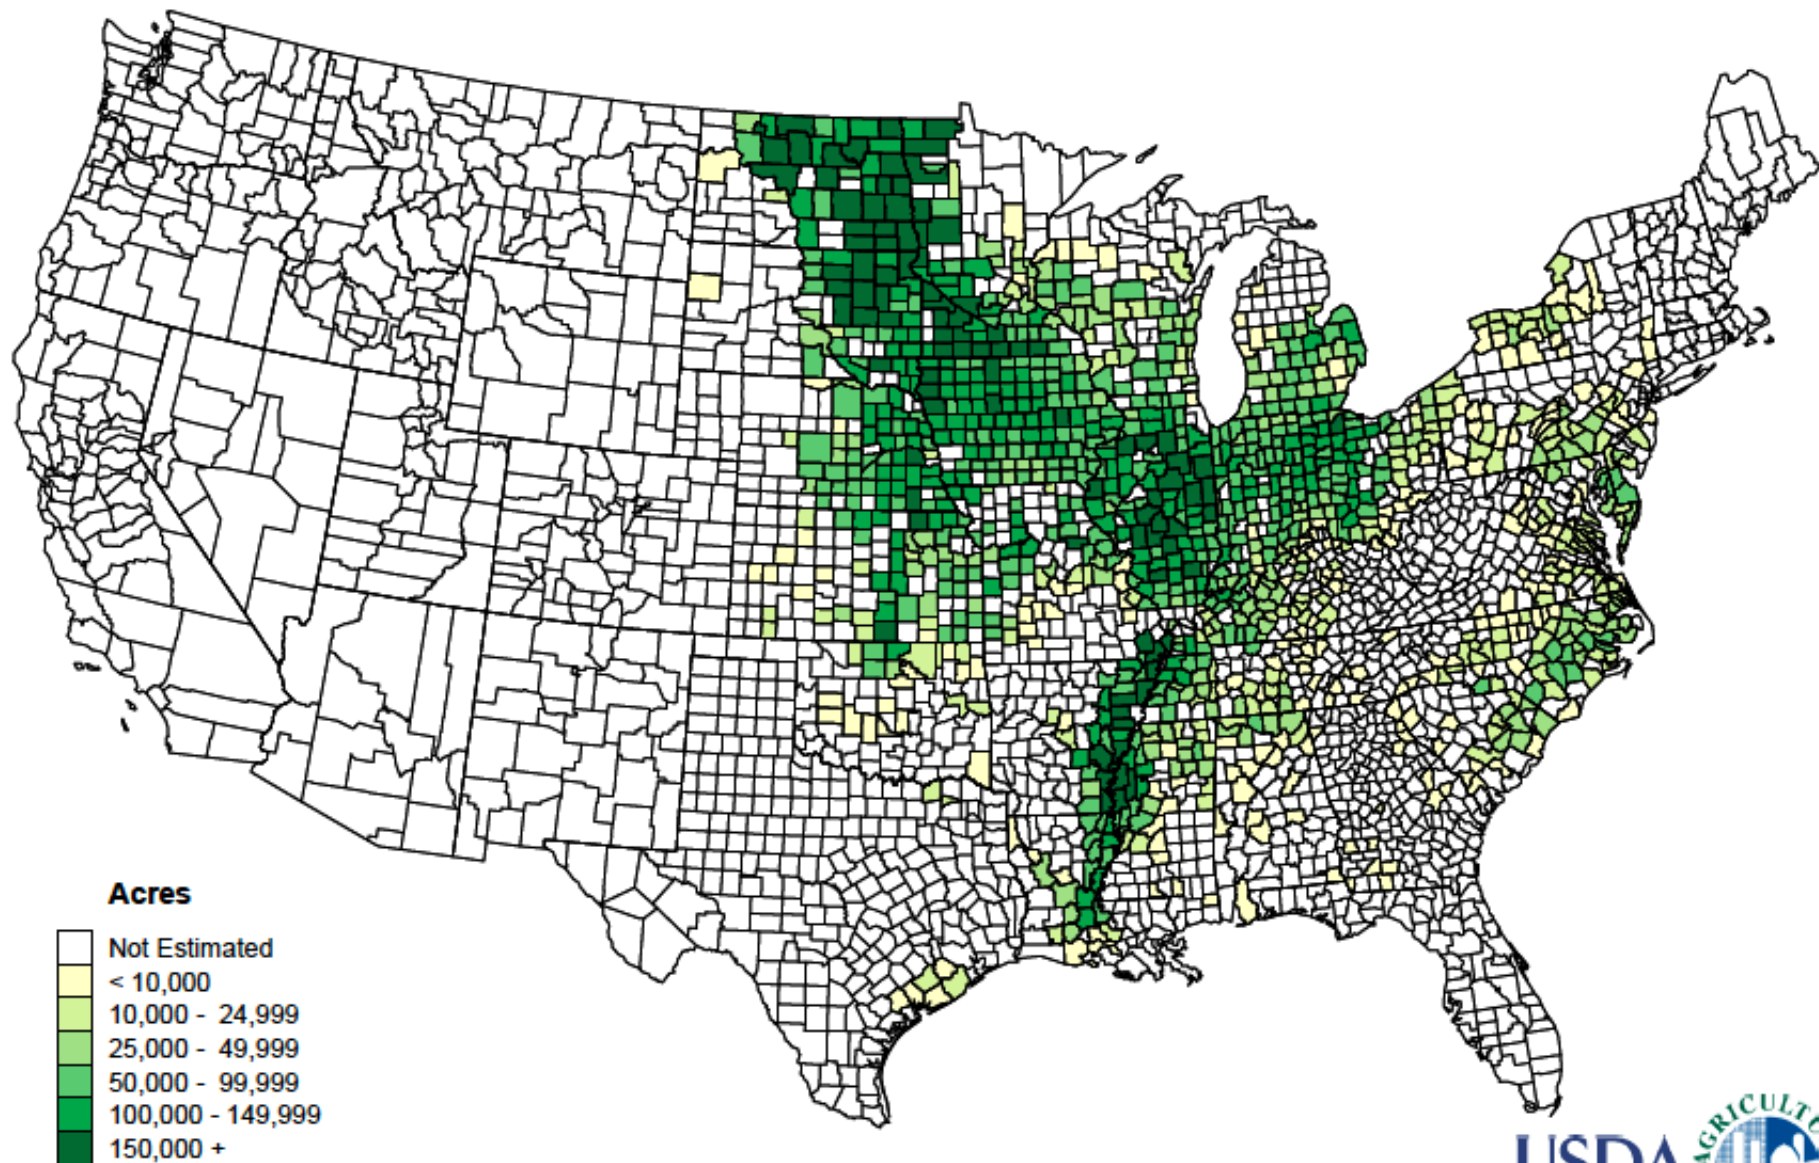 Acres
Not Estimated
< 10,000
10,000 - 24,999
25,000 - 49,999
50,000 - 99,999
100,000 - 149,999
150,000 +
USDA